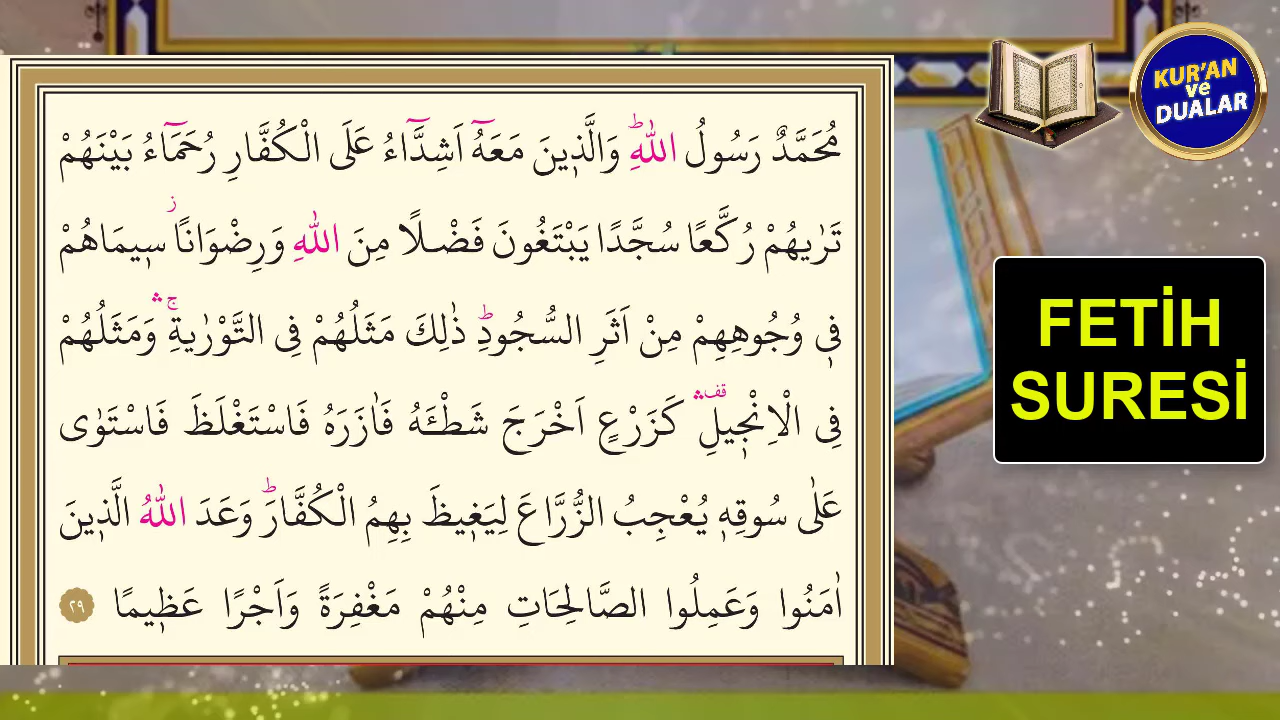 مُحَمَّدٌ رَسُولُ اللّٰهِۜ وَالَّذ۪ينَ مَعَهُٓ اَشِدَّٓاءُ عَلَى الْكُفَّارِ رُحَمَٓاءُ بَيْنَهُمْ
تَرٰيهُمْ رُكَّعًا سُجَّدًا يَبْتَغُونَ فَضْلًا مِنَ اللّٰهِ وَرِضْوَانًاۘ س۪يمَاهُمْ
ف۪ي وُجُوهِهِمْ مِنْ اَثَرِ السُّجُودِۜ ذٰلِكَ مَثَلُهُمْ فِى التَّوْرٰيةِۚۛ وَمَثَلُهُمْ
فِى الْاِنْج۪يلِ۠ۛ كَزَرْعٍ اَخْرَجَ شَطْـَٔهُ فَاٰزَرَهُ فَاسْتَغْلَظَ فَاسْتَوٰى
عَلٰى سُوقِه۪ يُعْجِبُ الزُّرَّاعَ لِيَغ۪يظَ بِهِمُ الْكُفَّارَۜ وَعَدَ اللّٰهُ الَّذ۪ينَ
اٰمَنُوا وَعَمِلُوا الصَّالِحَاتِ مِنْهُمْ مَغْفِرَةً وَاَجْرًا عَظ۪يمًا ﴿٢٩﴾
KUR'AN
ve
DUALAR
FETİH
SURESİ